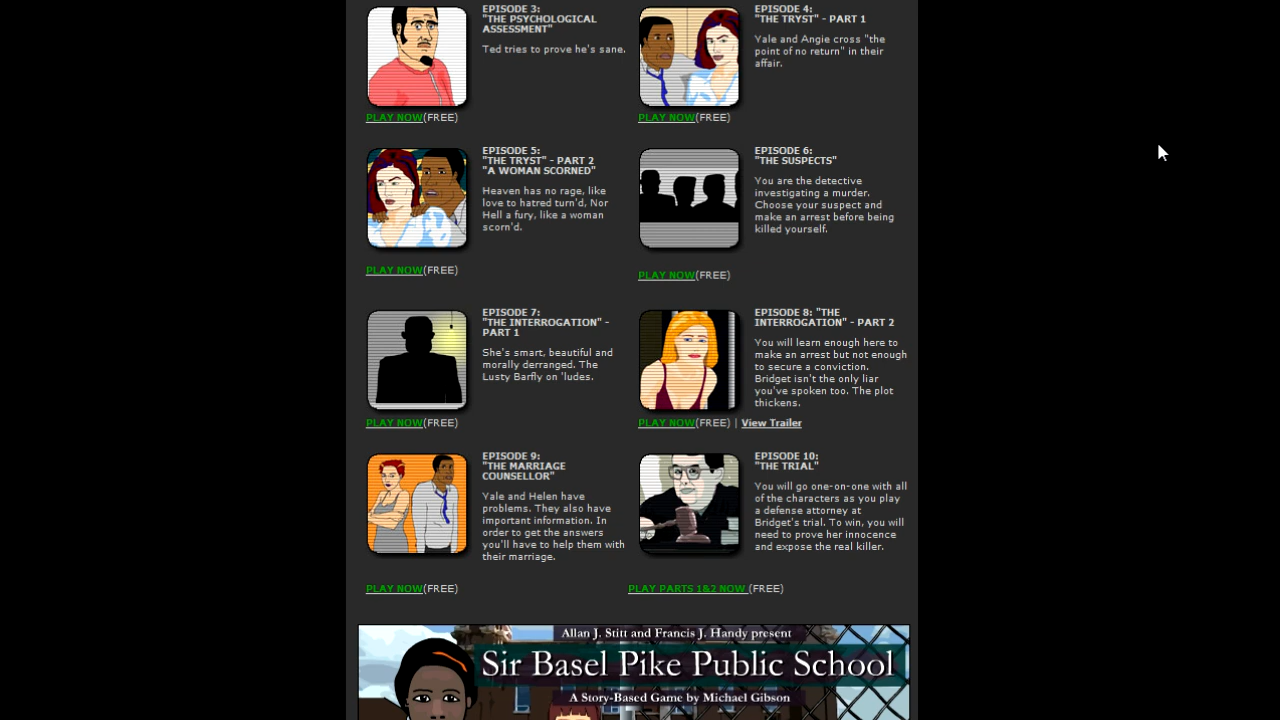 EPISODE 3:
"THE PSYCHOLOGICAL
ASSESSMENT"
Ted tries to prove he's sane.
PLAY NOW(FREE)
EPISODE 4:
"THE TRYST" - PART 1
Yale and Angie cross "the
point of no return" in their
affair.
PLAY NOW(FREE)
EPISODE 5:
"THE TRYST" - PART 2
"A WOMAN SCORNED"
Heaven has no rage, like
love to hatred turn'd, Nor
Hell a fury, like a woman
scorn'd.
PLAY NOW(FREE)
EPISODE 6:
"THE SUSPECTS"
You are the detective
investigating a murder.
Choose your suspect and
make an arrest before being
killed yourself.
PLAY NOW(FREE)
EPISODE 7:
"THE INTERROGATION" -
PART 1
She's smart, beautiful and
morally derranged. The
Lusty Barfly on 'ludes.
PLAY NOW(FREE)
EPISODE 8: "THE
INTERROGATION" - PART 2
You will learn enough here to
make an arrest but not enough
to secure a conviction.
Bridget isn't the only liar
you've spoken too. The plot
thickens.
PLAY NOW(FREE) | View Trailer
EPISODE 9:
"THE MARRIAGE
COUNSELLOR"
Yale and Helen have
problems. They also have
important information. In
order to get the answers
you'll have to help them with
their marriage.
PLAY NOW(FREE)
EPISODE 10:
"THE TRIAL"
You will go one-on-one with all
of the characters as you play
a defense attorney at
Bridget's trial. To win, you will
need to prove her innocence
and expose the real killer.
PLAY PARTS 1&2 NOW (FREE)
Allan J. Stitt and Francis J. Handy present
Sir Basel Pike Public School
A Story-Based Game by Michael Gibson